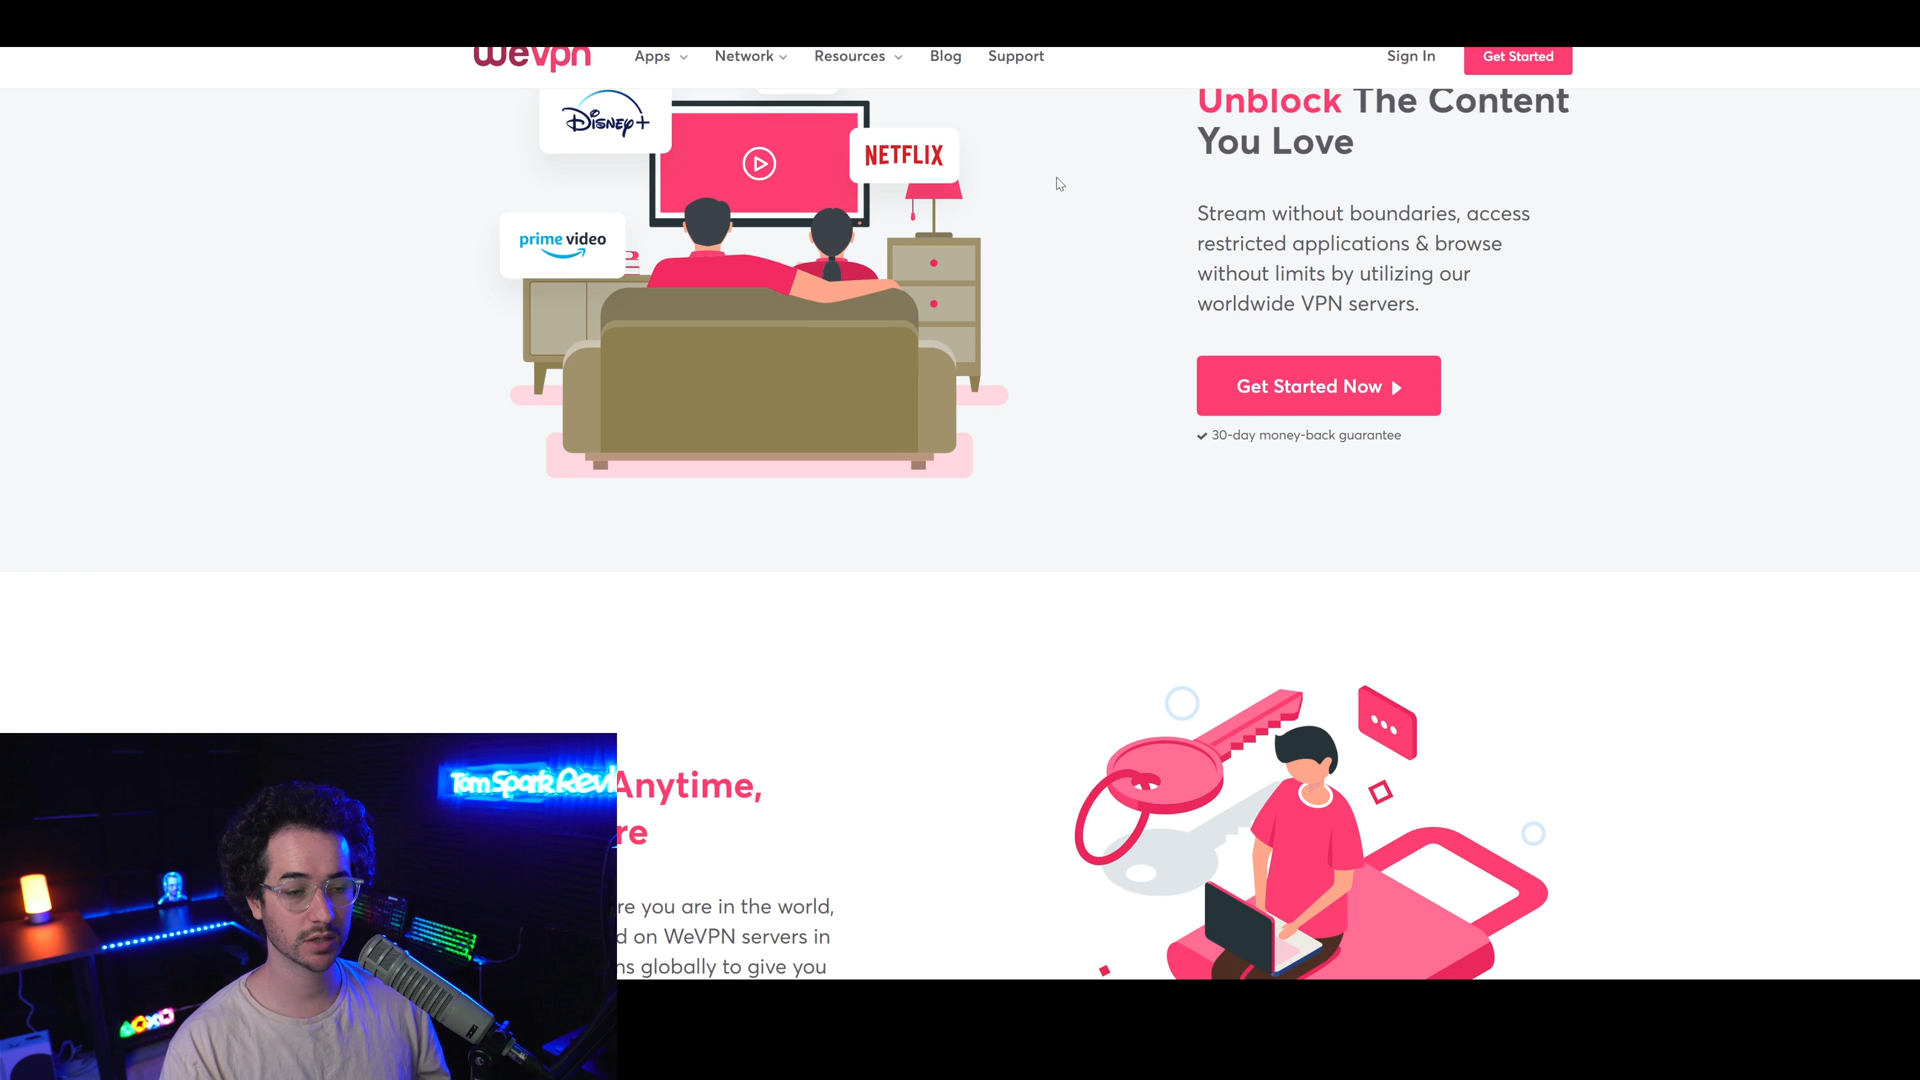 wevpn
Apps
Network
Resources
Blog
Support
Sign In
Get Started
Disney+
NETFLIX
prime video
Unblock The Content
You Love
Stream without boundaries, access
restricted applications & browse
without limits by utilizing our
worldwide VPN servers.
Get Started Now
30-day money-back guarantee
Tom Spark Revi
Anytime,
re
re you are in the world,
d on WeVPN servers in
ns globally to give you